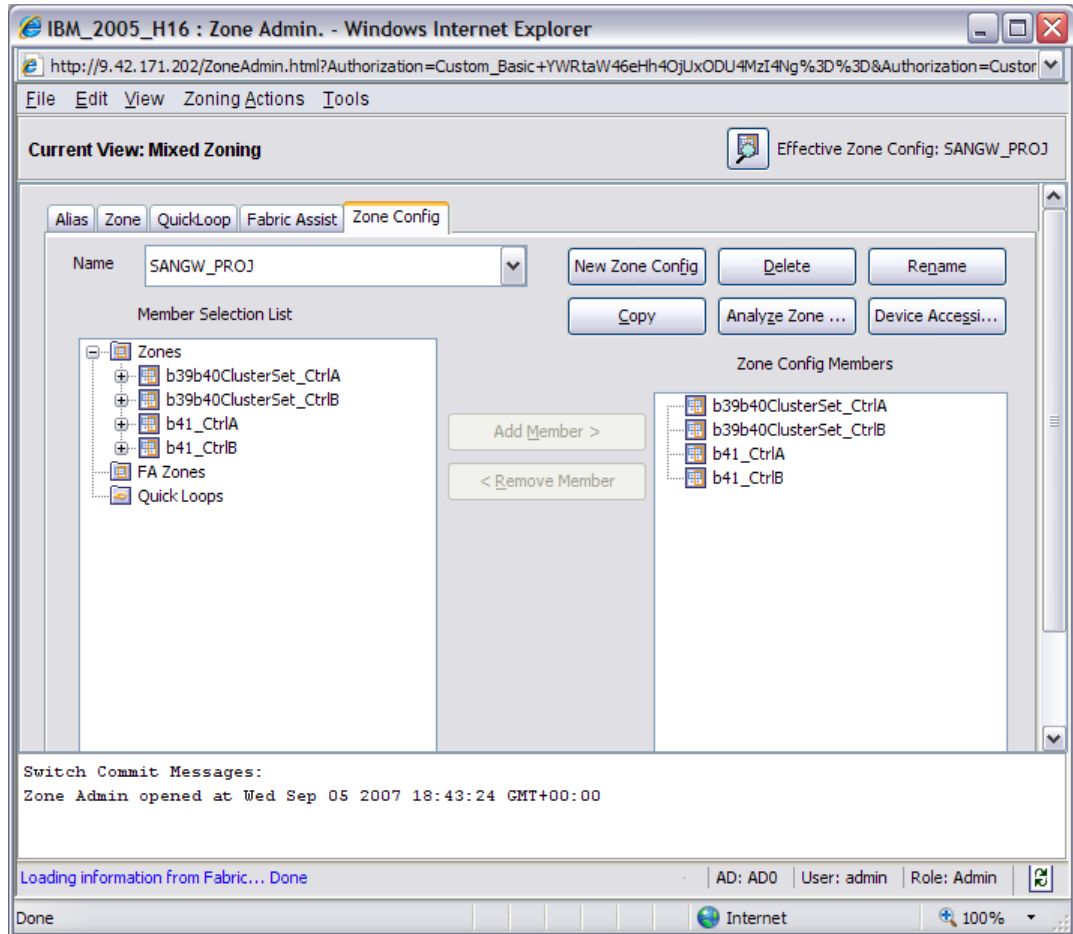 IBM_2005_H16 : Zone Admin. - Windows Internet Explorer
http://9.42.171.202/ZoneAdmin.html?Authorization=Custom_Basic+YWRtaW46eHh4OjUxODU4MzI4Ng%3D%3D&Authorization=Custor
File Edit View Zoning Actions Tools
Current View: Mixed Zoning
Effective Zone Config: SANGW_PROJ
Alias Zone QuickLoop Fabric Assist Zone Config
Name SANGW_PROJ New Zone Config Delete Rename
Member Selection List Copy Analyze Zone ... Device Accessi...
Zones
b39b40ClusterSet_CtrlA
b39b40ClusterSet_CtrlB
b41_CtrlA
b41_CtrlB
FA Zones
Quick Loops
Add Member >
< Remove Member
Zone Config Members
b39b40ClusterSet_CtrlA
b39b40ClusterSet_CtrlB
b41_CtrlA
b41_CtrlB
Switch Commit Messages:
Zone Admin opened at Wed Sep 05 2007 18:43:24 GMT+00:00
Loading information from Fabric... Done AD: AD0 User: admin Role: Admin
Done Internet 100%